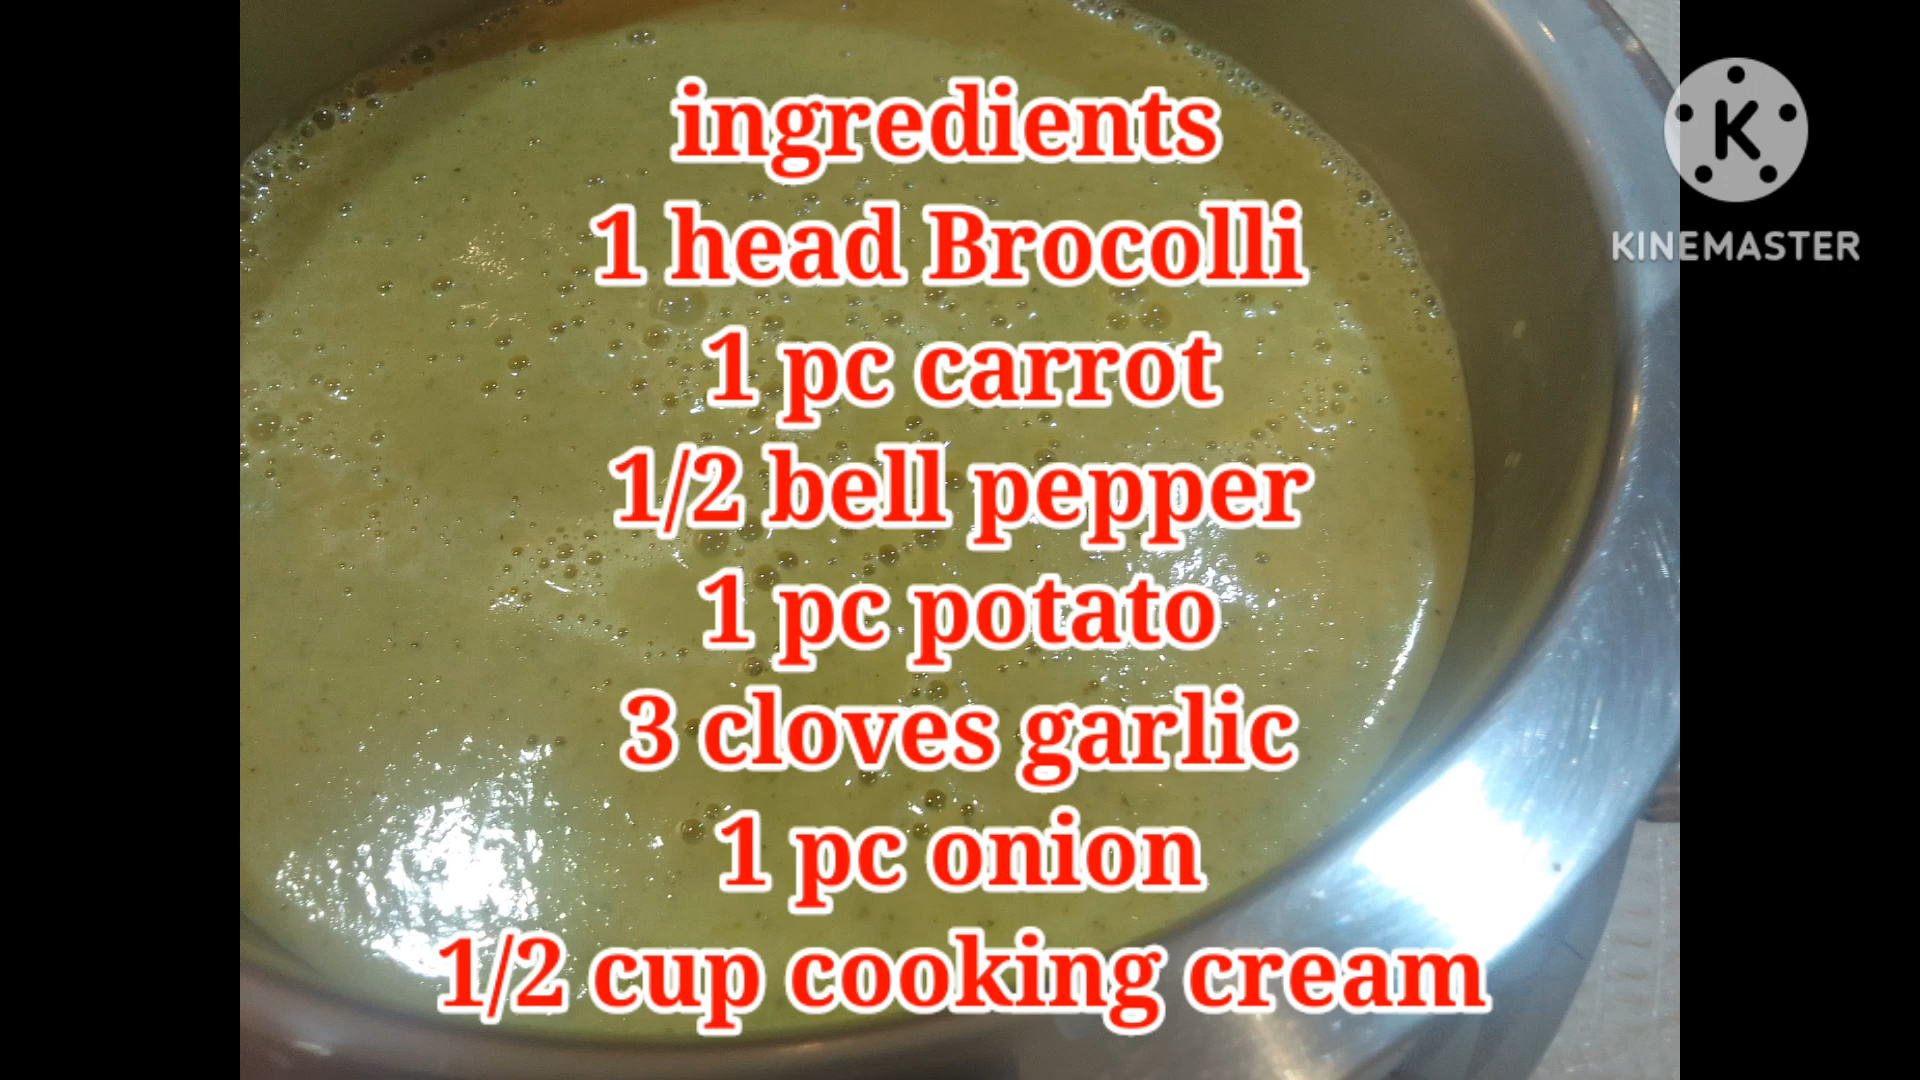 ingredients
1 head Brocolli
1 pc carrot
1/2 bell pepper
1 pc potato
3 cloves garlic
1 pc onion
1/2 cup cooking cream
K
KINEMASTER